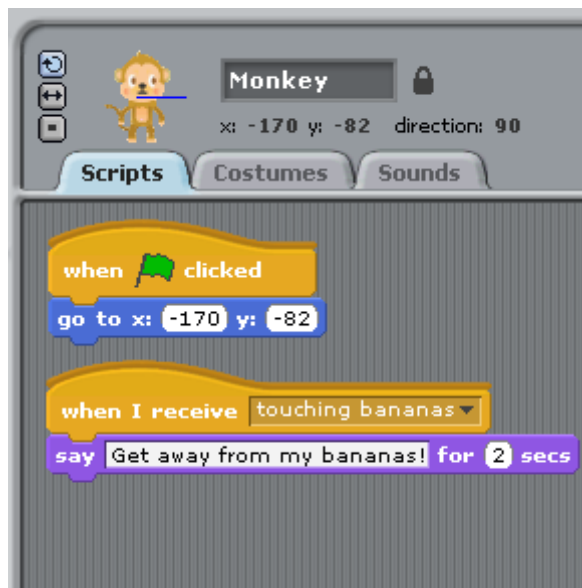 Monkey
x: -170 y: -82 direction: 90
Scripts Costumes Sounds
when clicked
go to x: -170 y: -82
when I receive touching bananas
say Get away from my bananas! for 2 secs